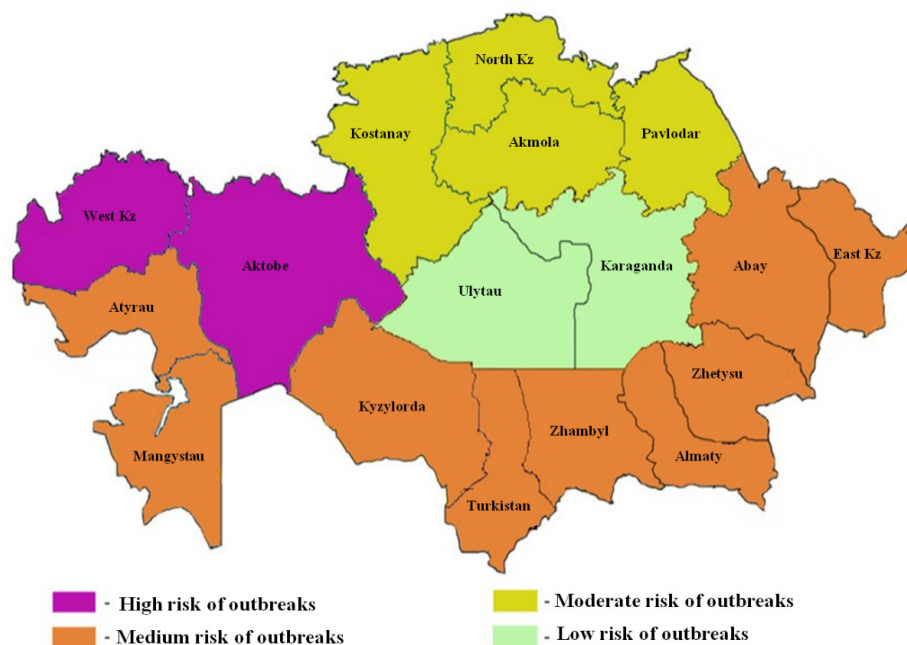 North Kz
Kostanay
Akmola
Pavlodar
West Kz
Aktobe
Ulytau
Karaganda
Abay
East Kz
Atyrau
Zhetysu
Kyzylorda
Zhambyl
Mangystau
Almaty
Turkistan
- High risk of outbreaks
- Moderate risk of outbreaks
- Medium risk of outbreaks
- Low risk of outbreaks